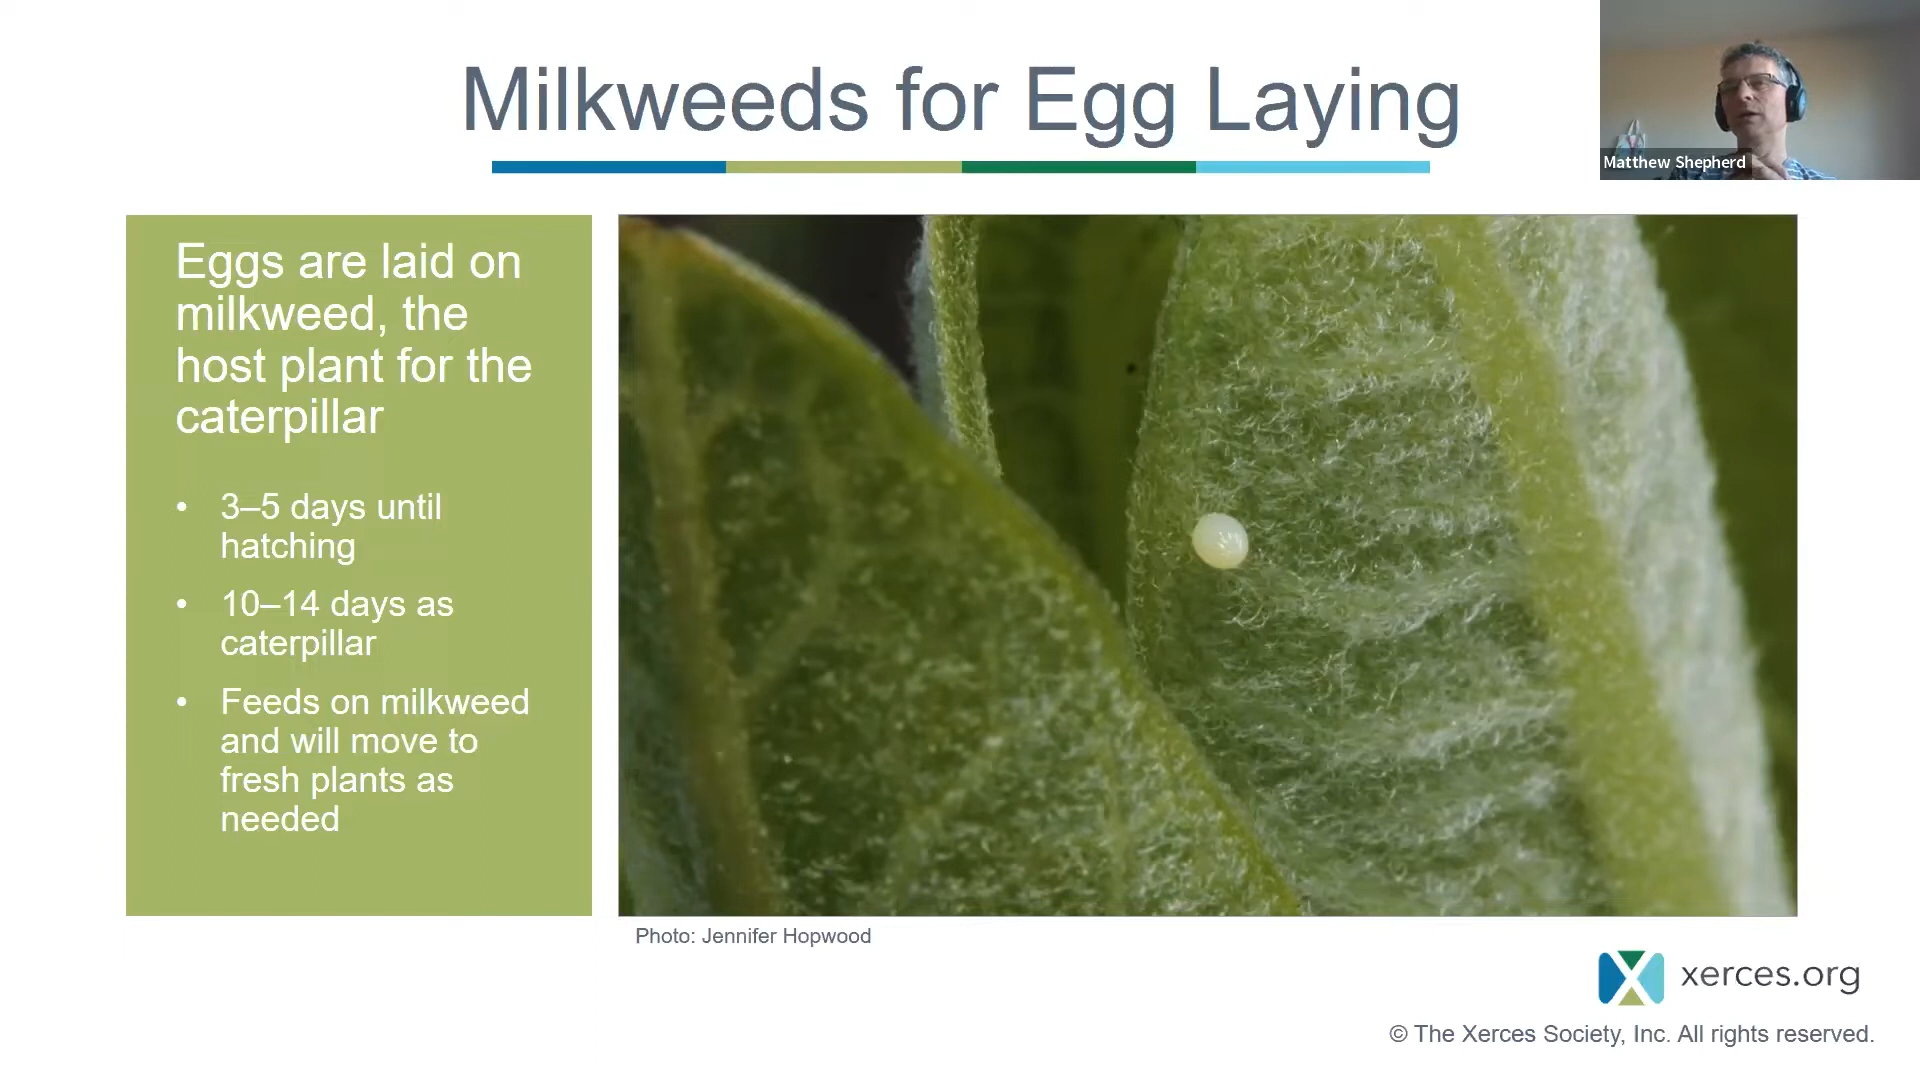 Milkweeds for Egg Laying
Matthew Shepherd
Eggs are laid on
milkweed, the
host plant for the
caterpillar
• 3–5 days until
hatching
• 10–14 days as
caterpillar
• Feeds on milkweed
and will move to
fresh plants as
needed
Photo: Jennifer Hopwood
xerces.org
© The Xerces Society, Inc. All rights reserved.